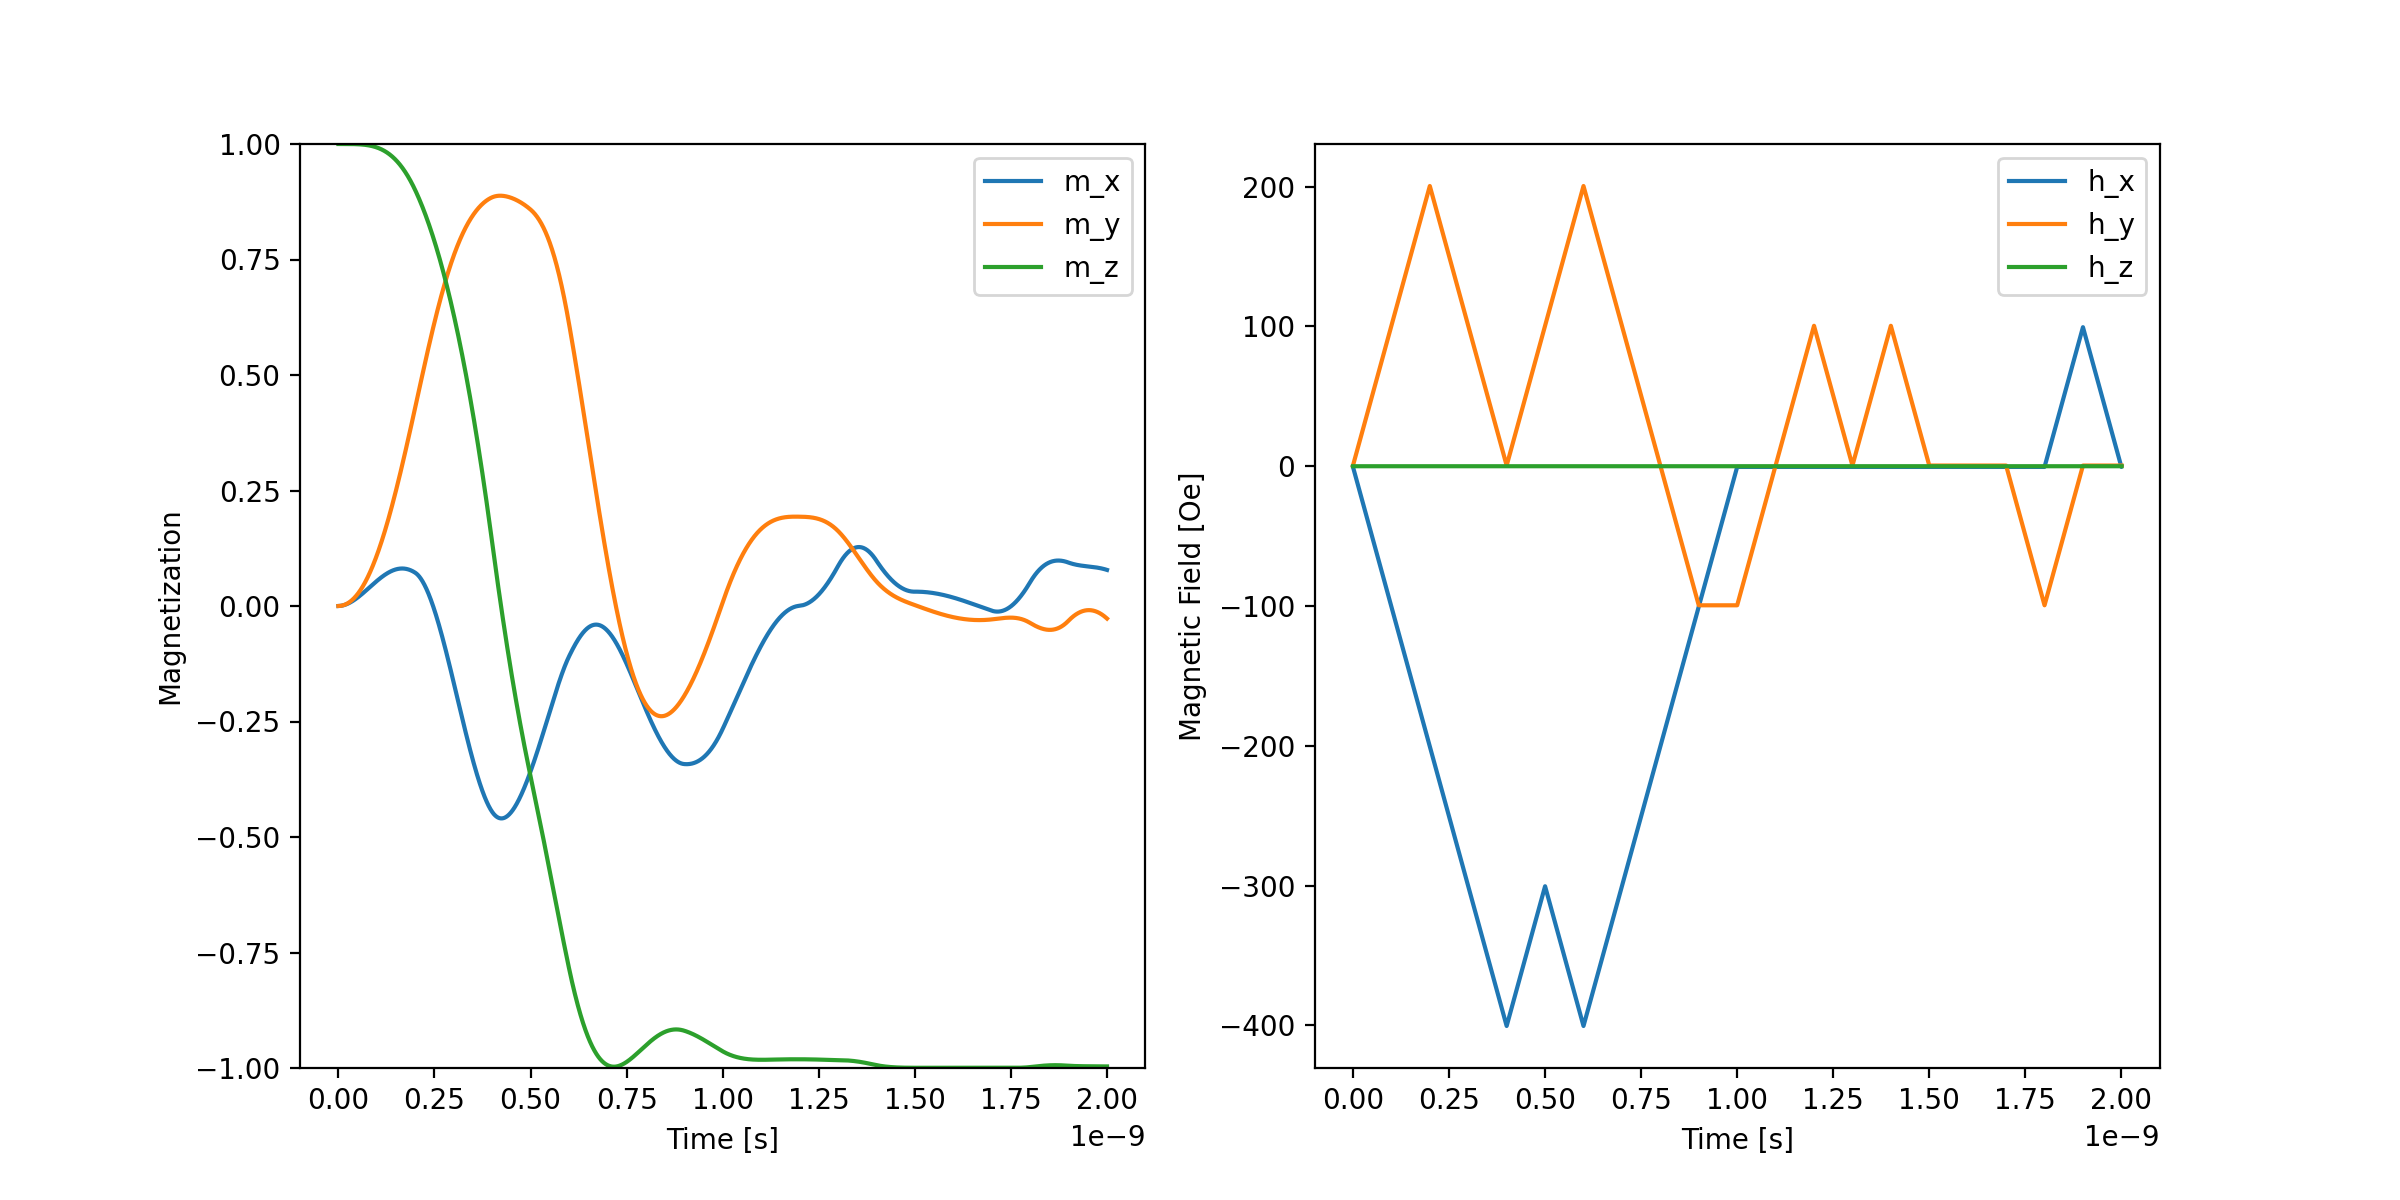 1.00
0.75
0.50
0.25
0.00
−0.25
−0.50
−0.75
−1.00
Magnetization
m_x
m_y
m_z
0.00 0.25 0.50 0.75 1.00 1.25 1.50 1.75 2.00
Time [s]
1e−9
200
100
0
−100
−200
−300
−400
Magnetic Field [Oe]
h_x
h_y
h_z
0.00 0.25 0.50 0.75 1.00 1.25 1.50 1.75 2.00
Time [s]
1e−9